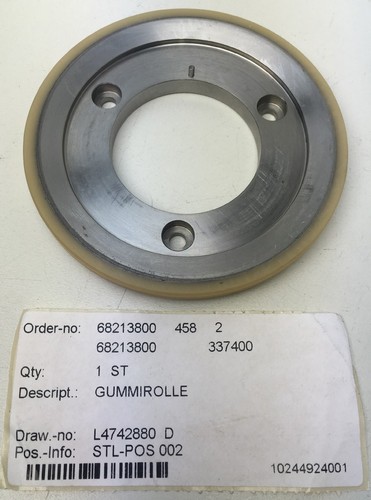 Order-no: 68213800 458 2
68213800 337400
Qty: 1 ST
Descript.: GUMMIROLLE
Draw.-no: L4742880 D
Pos.-Info: STL-POS 002
10244924001